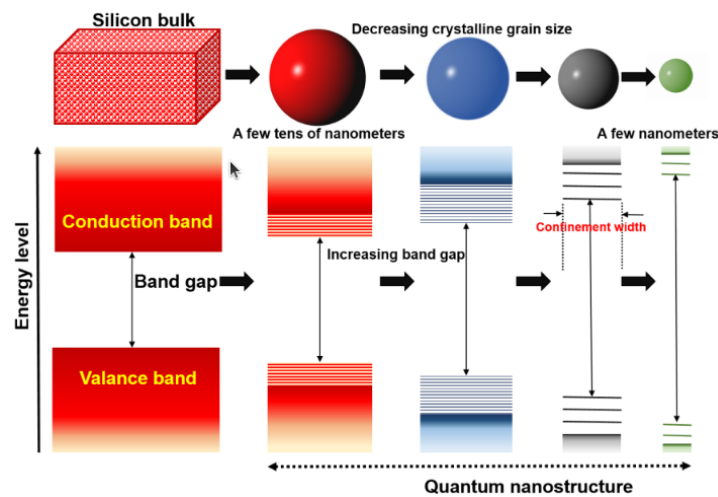 Silicon bulk
Decreasing crystalline grain size
A few tens of nanometers
A few nanometers
Energy level
Conduction band
Confinement width
Band gap
Increasing band gap
Valance band
Quantum nanostructure